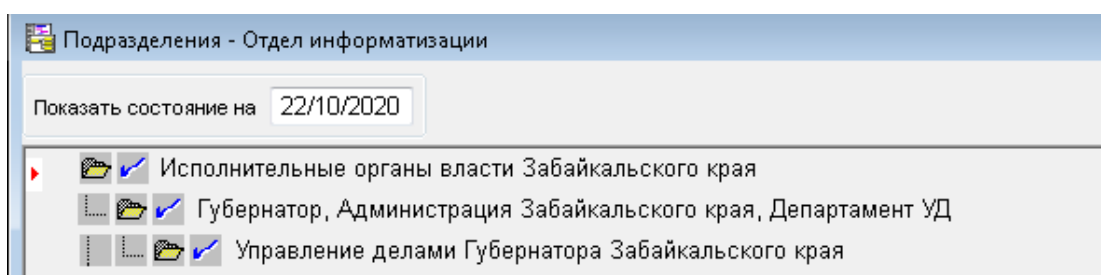 Подразделения - Отдел информатизации
Показать состояние на 22/10/2020
Исполнительные органы власти Забайкальского края
Губернатор, Администрация Забайкальского края, Департамент УД
Управление делами Губернатора Забайкальского края